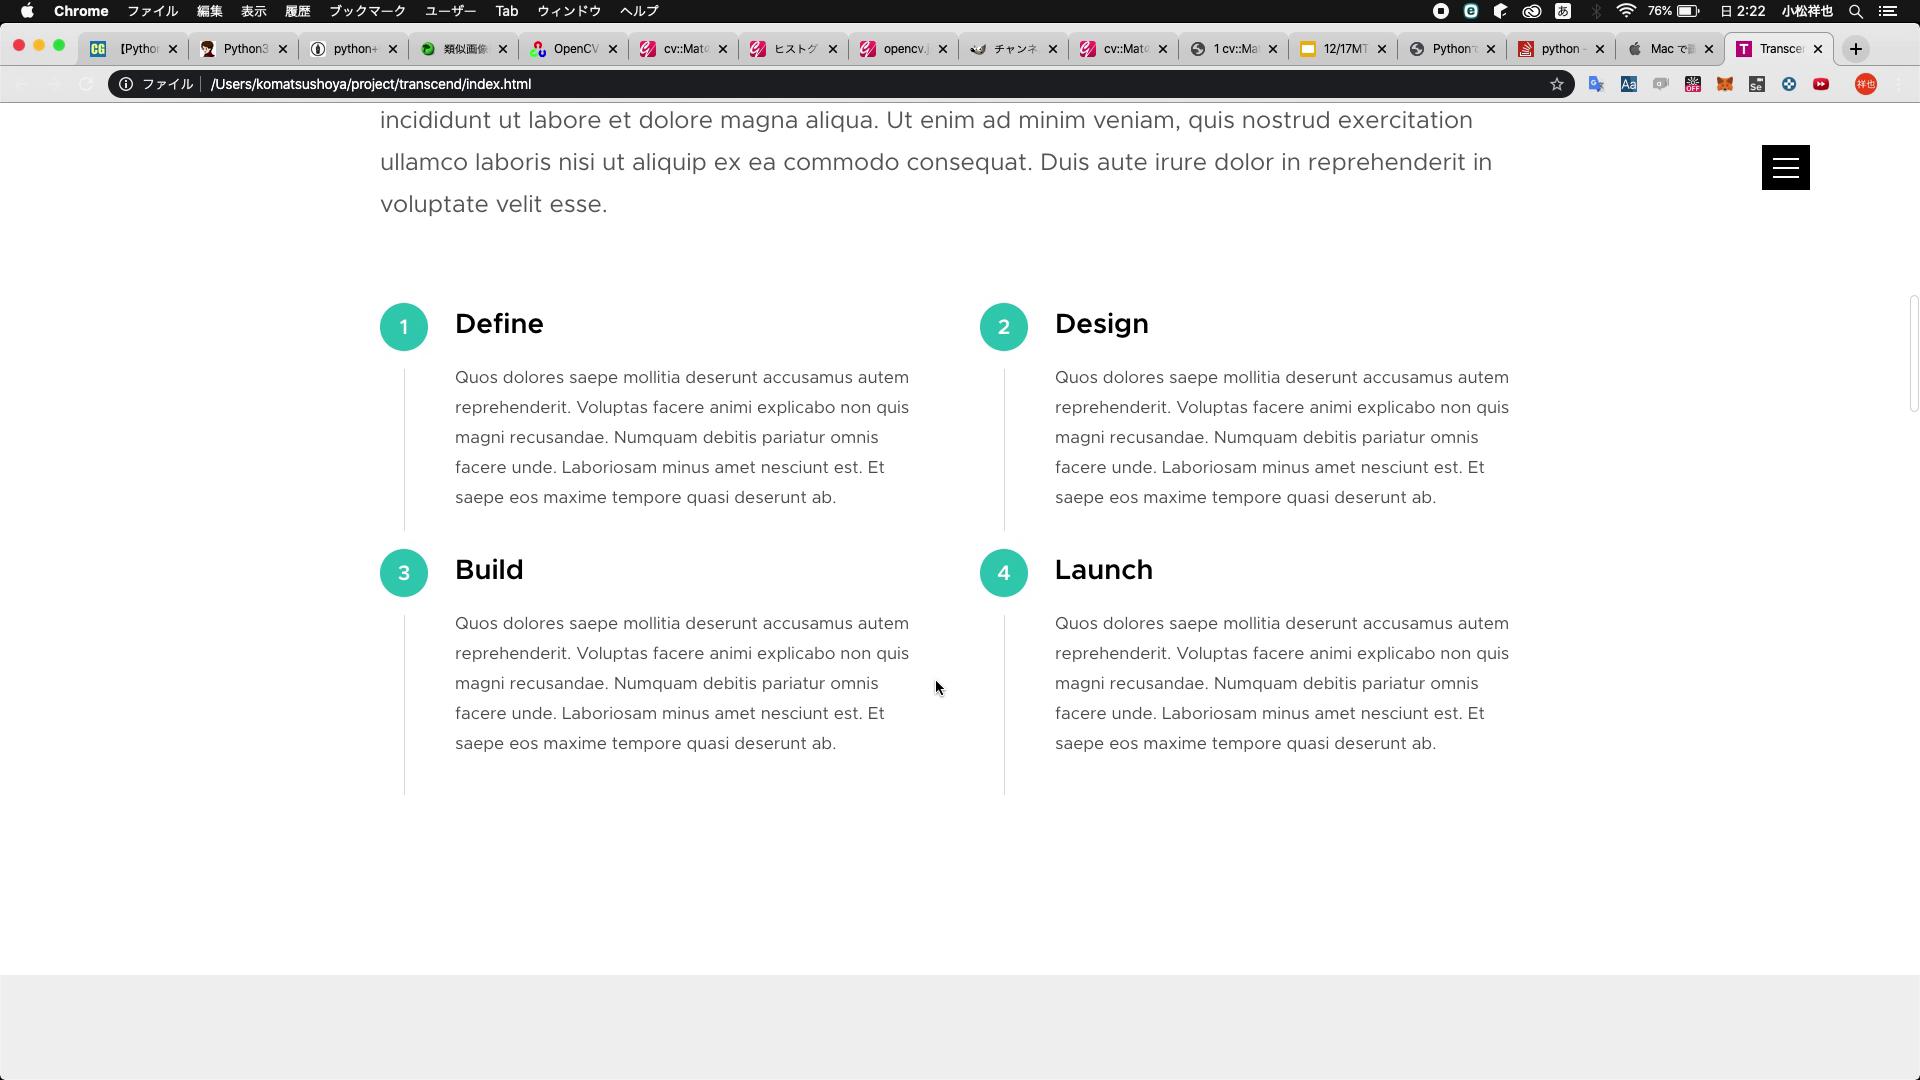 Chrome ファイル 編集 表示 履歴 ブックマーク ユーザー Tab ウィンドウ ヘルプ 76% 日 2:22 小松祥也
【Pytho Python3 python+ 類似画像 OpenCV cv::Mat ヒストグ opencv. チャンネ cv::Mat 1 cv::Ma 12/17MT Python python - Mac で Transce
ファイル /Users/komatsushoya/project/transcend/index.html 祥也
incididunt ut labore et dolore magna aliqua. Ut enim ad minim veniam, quis nostrud exercitation
ullamco laboris nisi ut aliquip ex ea commodo consequat. Duis aute irure dolor in reprehenderit in
voluptate velit esse.
1 Define
Quos dolores saepe mollitia deserunt accusamus autem
reprehenderit. Voluptas facere animi explicabo non quis
magni recusandae. Numquam debitis pariatur omnis
facere unde. Laboriosam minus amet nesciunt est. Et
saepe eos maxime tempore quasi deserunt ab.
2 Design
Quos dolores saepe mollitia deserunt accusamus autem
reprehenderit. Voluptas facere animi explicabo non quis
magni recusandae. Numquam debitis pariatur omnis
facere unde. Laboriosam minus amet nesciunt est. Et
saepe eos maxime tempore quasi deserunt ab.
3 Build
Quos dolores saepe mollitia deserunt accusamus autem
reprehenderit. Voluptas facere animi explicabo non quis
magni recusandae. Numquam debitis pariatur omnis
facere unde. Laboriosam minus amet nesciunt est. Et
saepe eos maxime tempore quasi deserunt ab.
4 Launch
Quos dolores saepe mollitia deserunt accusamus autem
reprehenderit. Voluptas facere animi explicabo non quis
magni recusandae. Numquam debitis pariatur omnis
facere unde. Laboriosam minus amet nesciunt est. Et
saepe eos maxime tempore quasi deserunt ab.